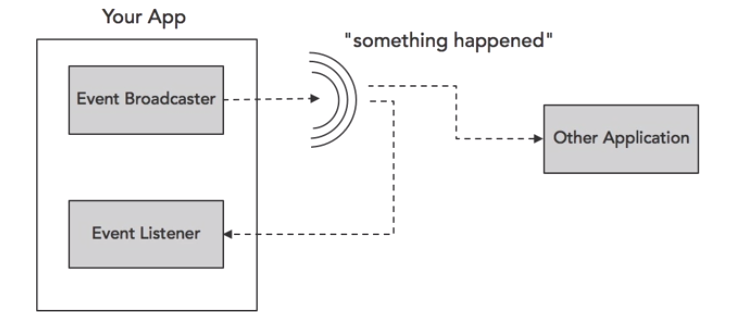 Your App
"something happened"
Event Broadcaster
Other Application
Event Listener